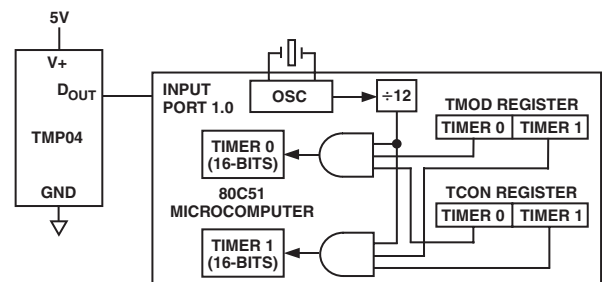 5V
V+
DOUT
TMP04
GND
INPUT
PORT 1.0
OSC
÷12
TMOD REGISTER
TIMER 0 TIMER 1
TIMER 0
(16-BITS)
80C51
MICROCOMPUTER
TCON REGISTER
TIMER 0 TIMER 1
TIMER 1
(16-BITS)